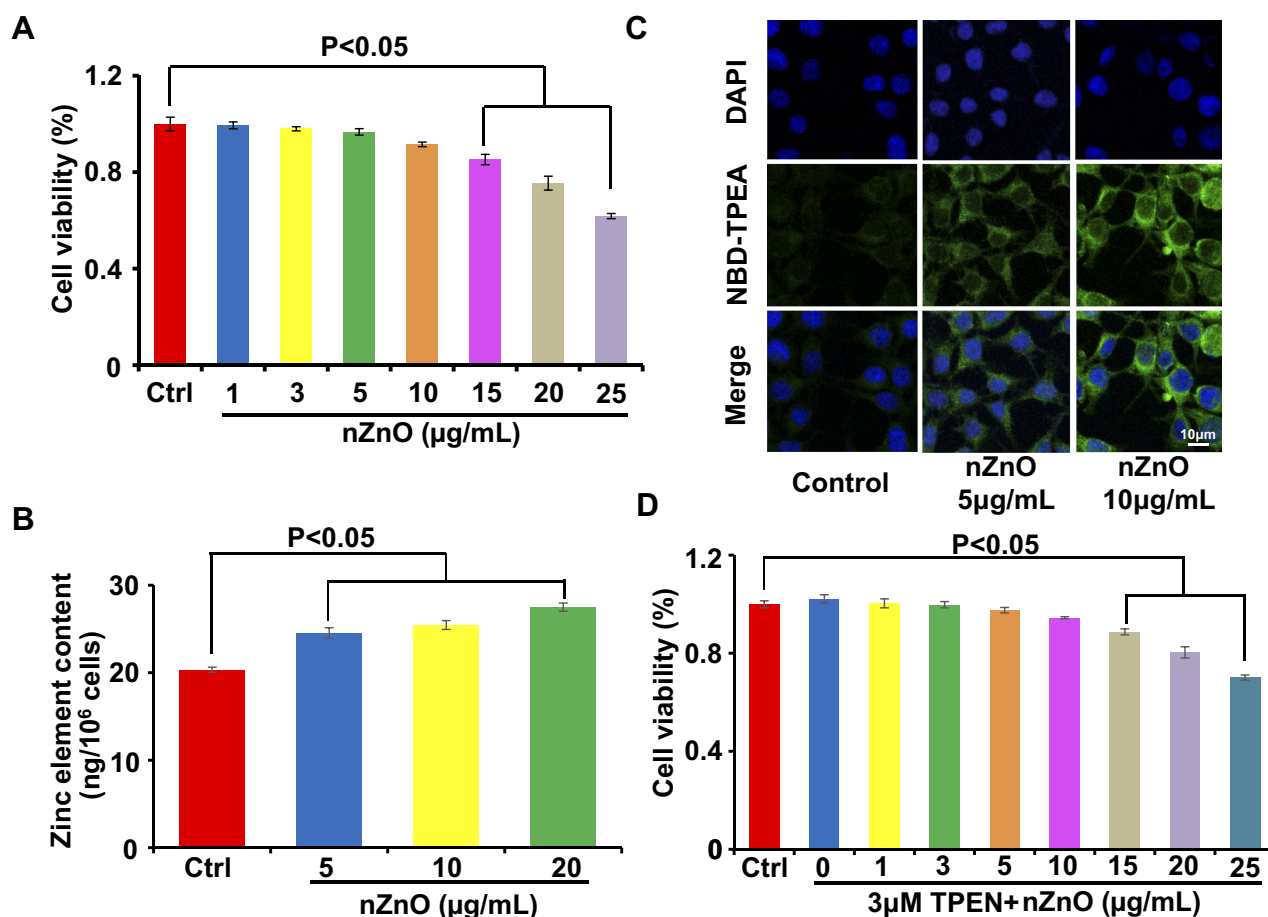 A
P<0.05
Cell viability (%)
1.2
0.8
0.4
0
Ctrl 1 3 5 10 15 20 25
nZnO (µg/mL)
B
P<0.05
Zinc element content
(ng/10⁶ cells)
30
20
10
0
Ctrl 5 10 20
nZnO (µg/mL)
C
DAPI
NBD-TPEA
Merge
10µm
Control
nZnO
5µg/mL
nZnO
10µg/mL
D
P<0.05
Cell viability (%)
1.2
0.8
0.4
0
Ctrl 0 1 3 5 10 15 20 25
3µM TPEN+nZnO (µg/mL)